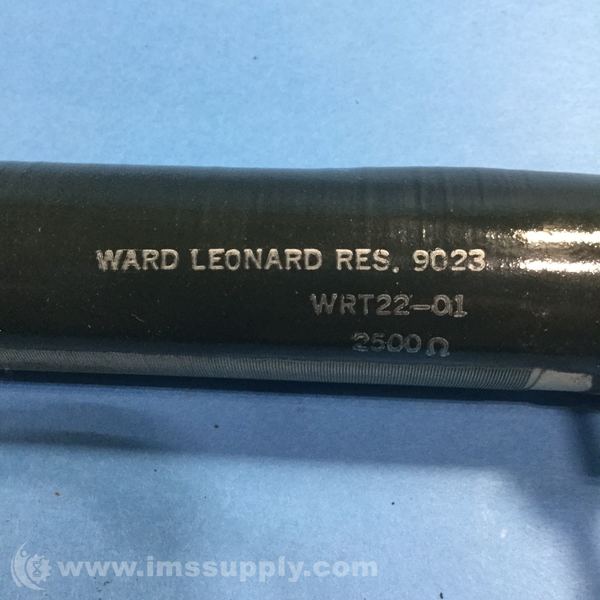 WARD LEONARD RES. 9023
WRT22-01
2500Ω
www.imssupply.com